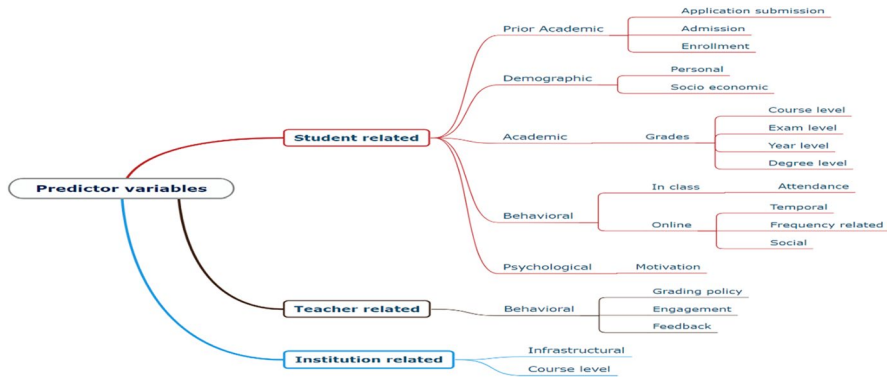 Predictor variables
Student related
Prior Academic
Application submission
Admission
Enrollment
Demographic
Personal
Socio economic
Academic
Grades
Course level
Exam level
Year level
Degree level
Behavioral
In class
Attendance
Online
Temporal
Frequency related
Social
Psychological
Motivation
Teacher related
Behavioral
Grading policy
Engagement
Feedback
Institution related
Infrastructural
Course level